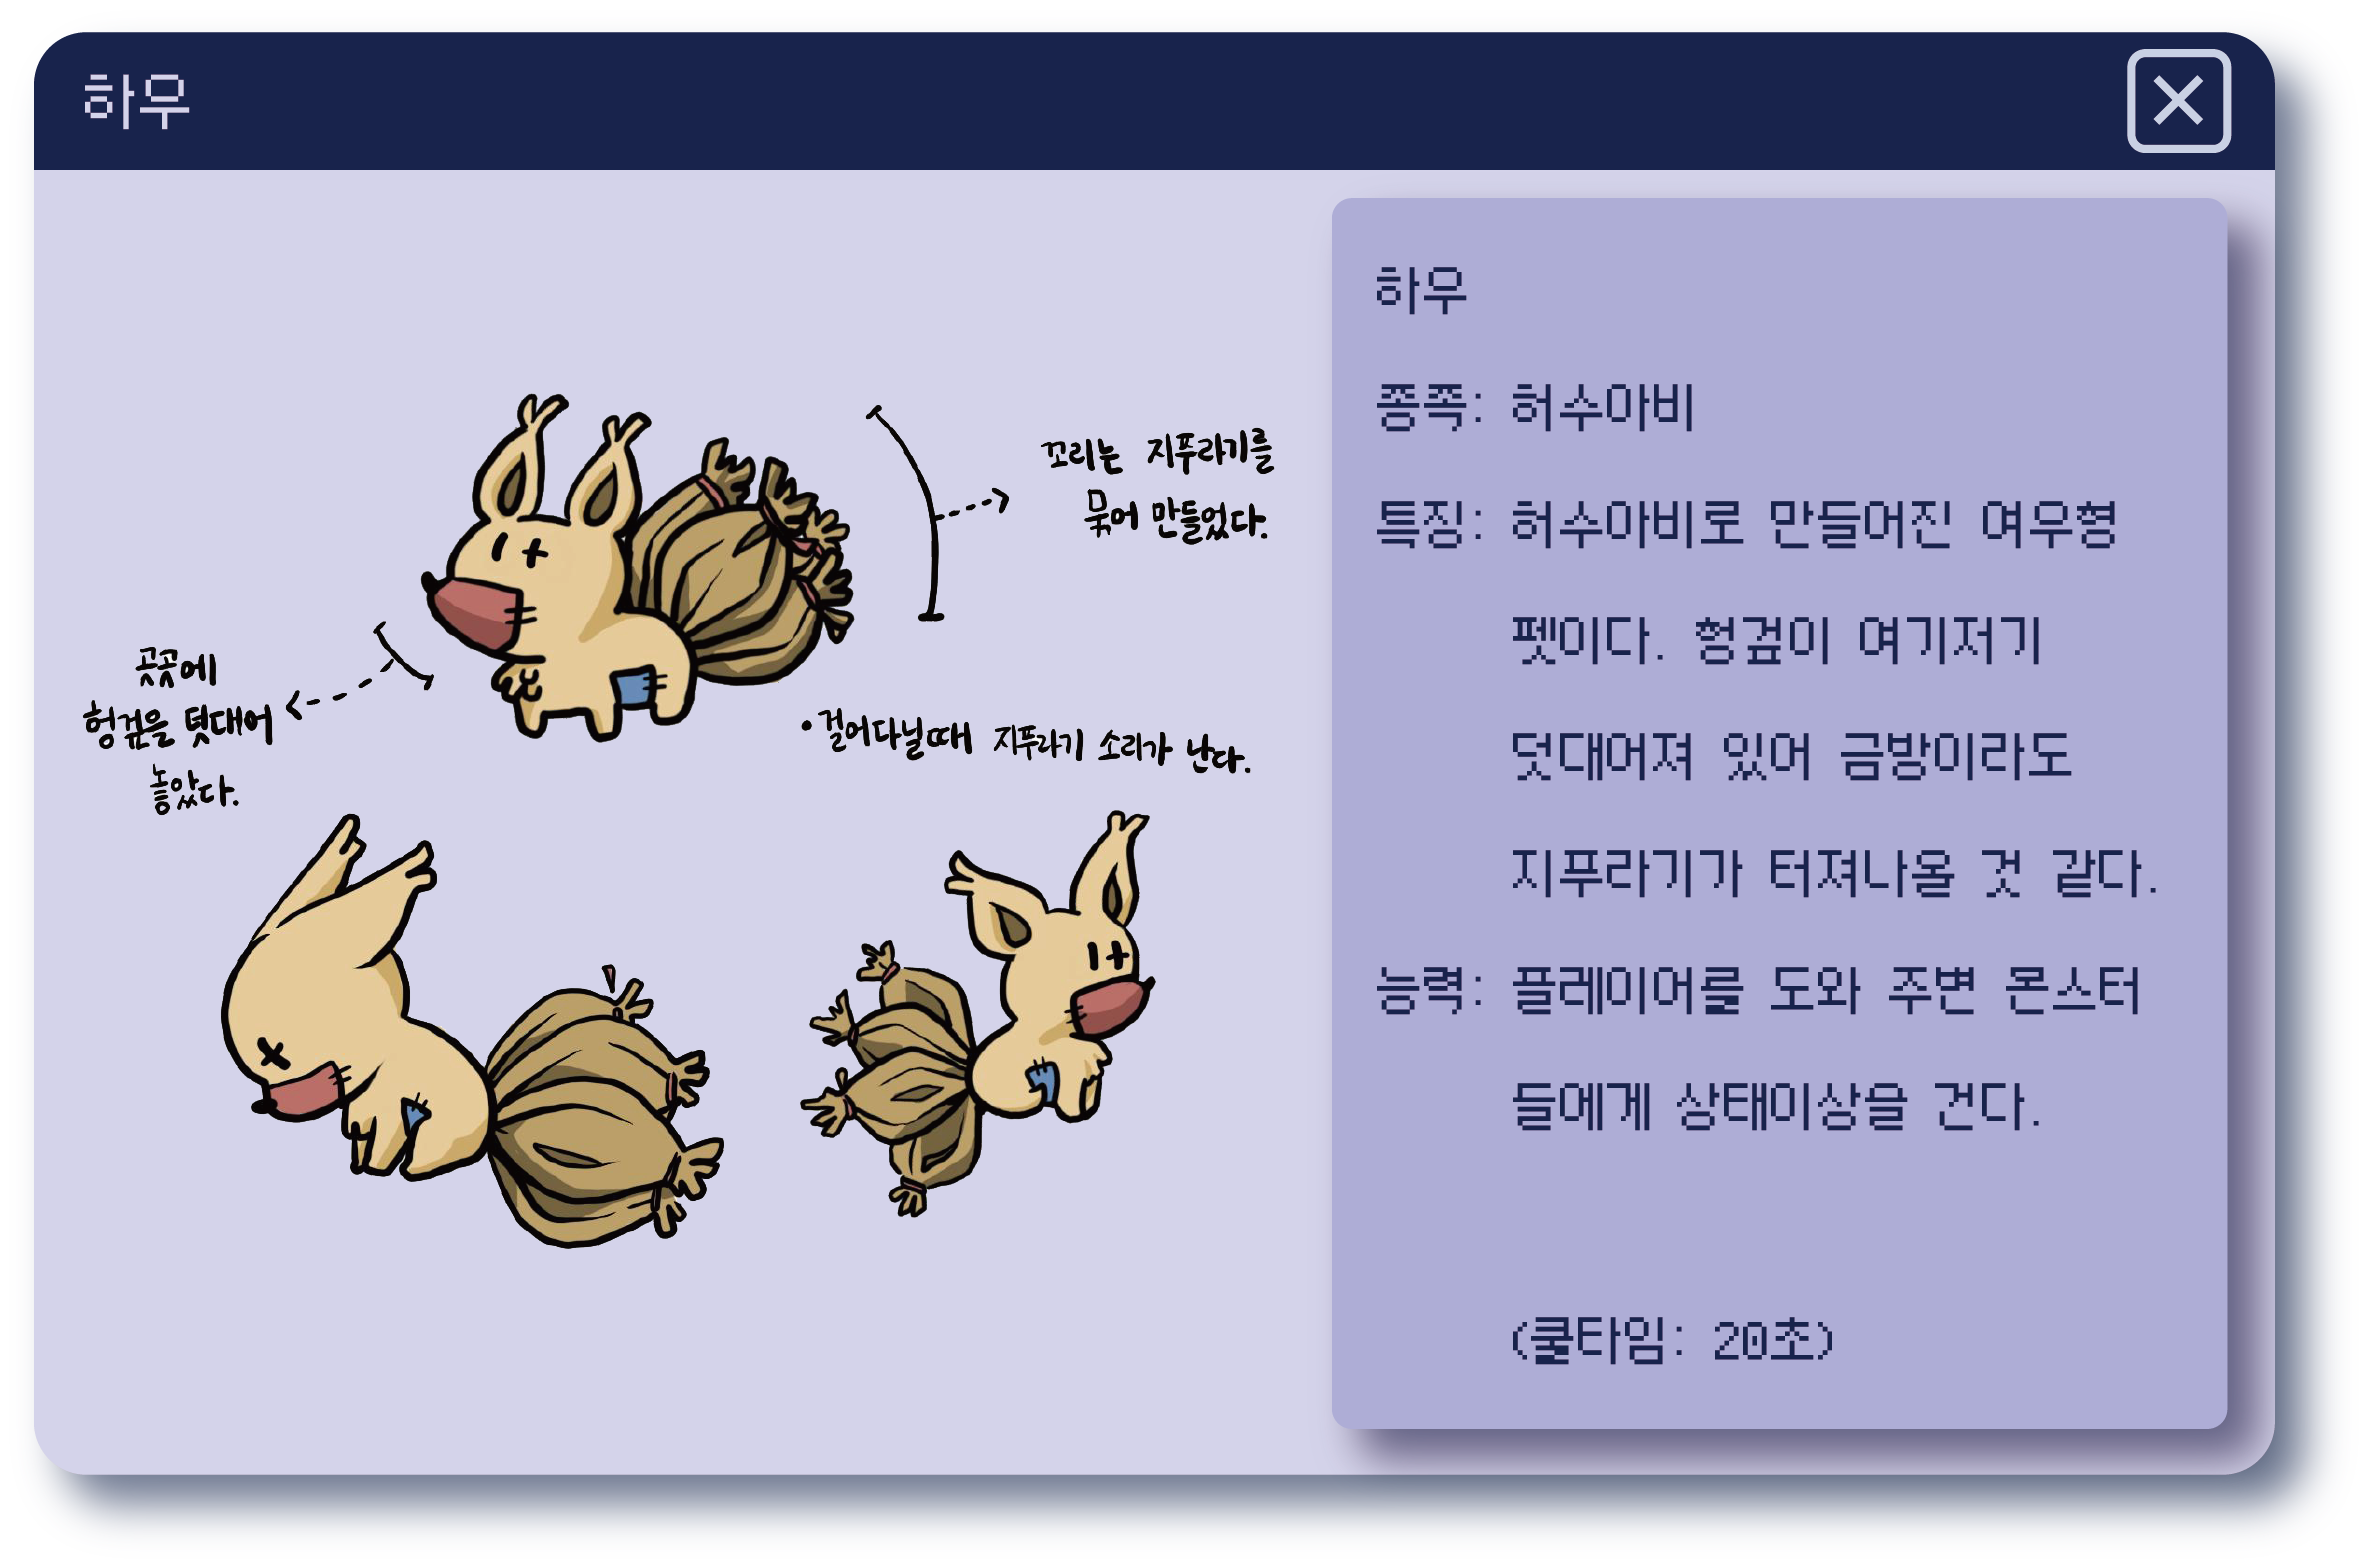 하우
꼬리는 지푸라기를
묶어 만들었다.
곳곳에
헝겊을 덧대어
놓았다.
•걸어다닐때 지푸라기 소리가 난다.
하우
종족: 허수아비
특징: 허수아비로 만들어진 여우형
펫이다. 헝겊이 여기저기
덧대어져 있어 금방이라도
지푸라기가 터져나올 것 같다.
능력: 플레이어를 도와 주변 몬스터
들에게 상태이상을 건다.
(쿨타임: 20초)